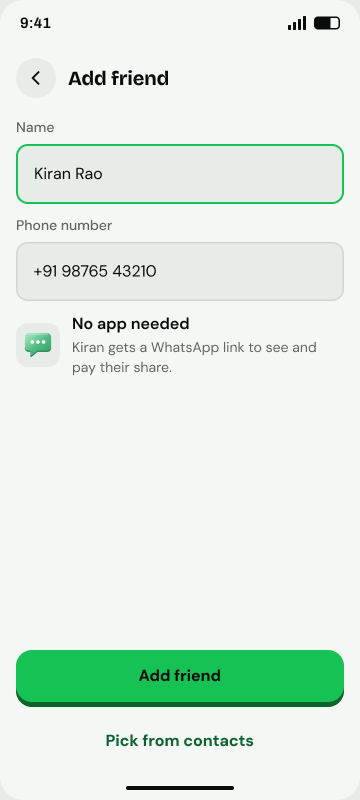 9:41
Add friend
Name
Kiran Rao
Phone number
+91 98765 43210
No app needed
Kiran gets a WhatsApp link to see and
pay their share.
Add friend
Pick from contacts